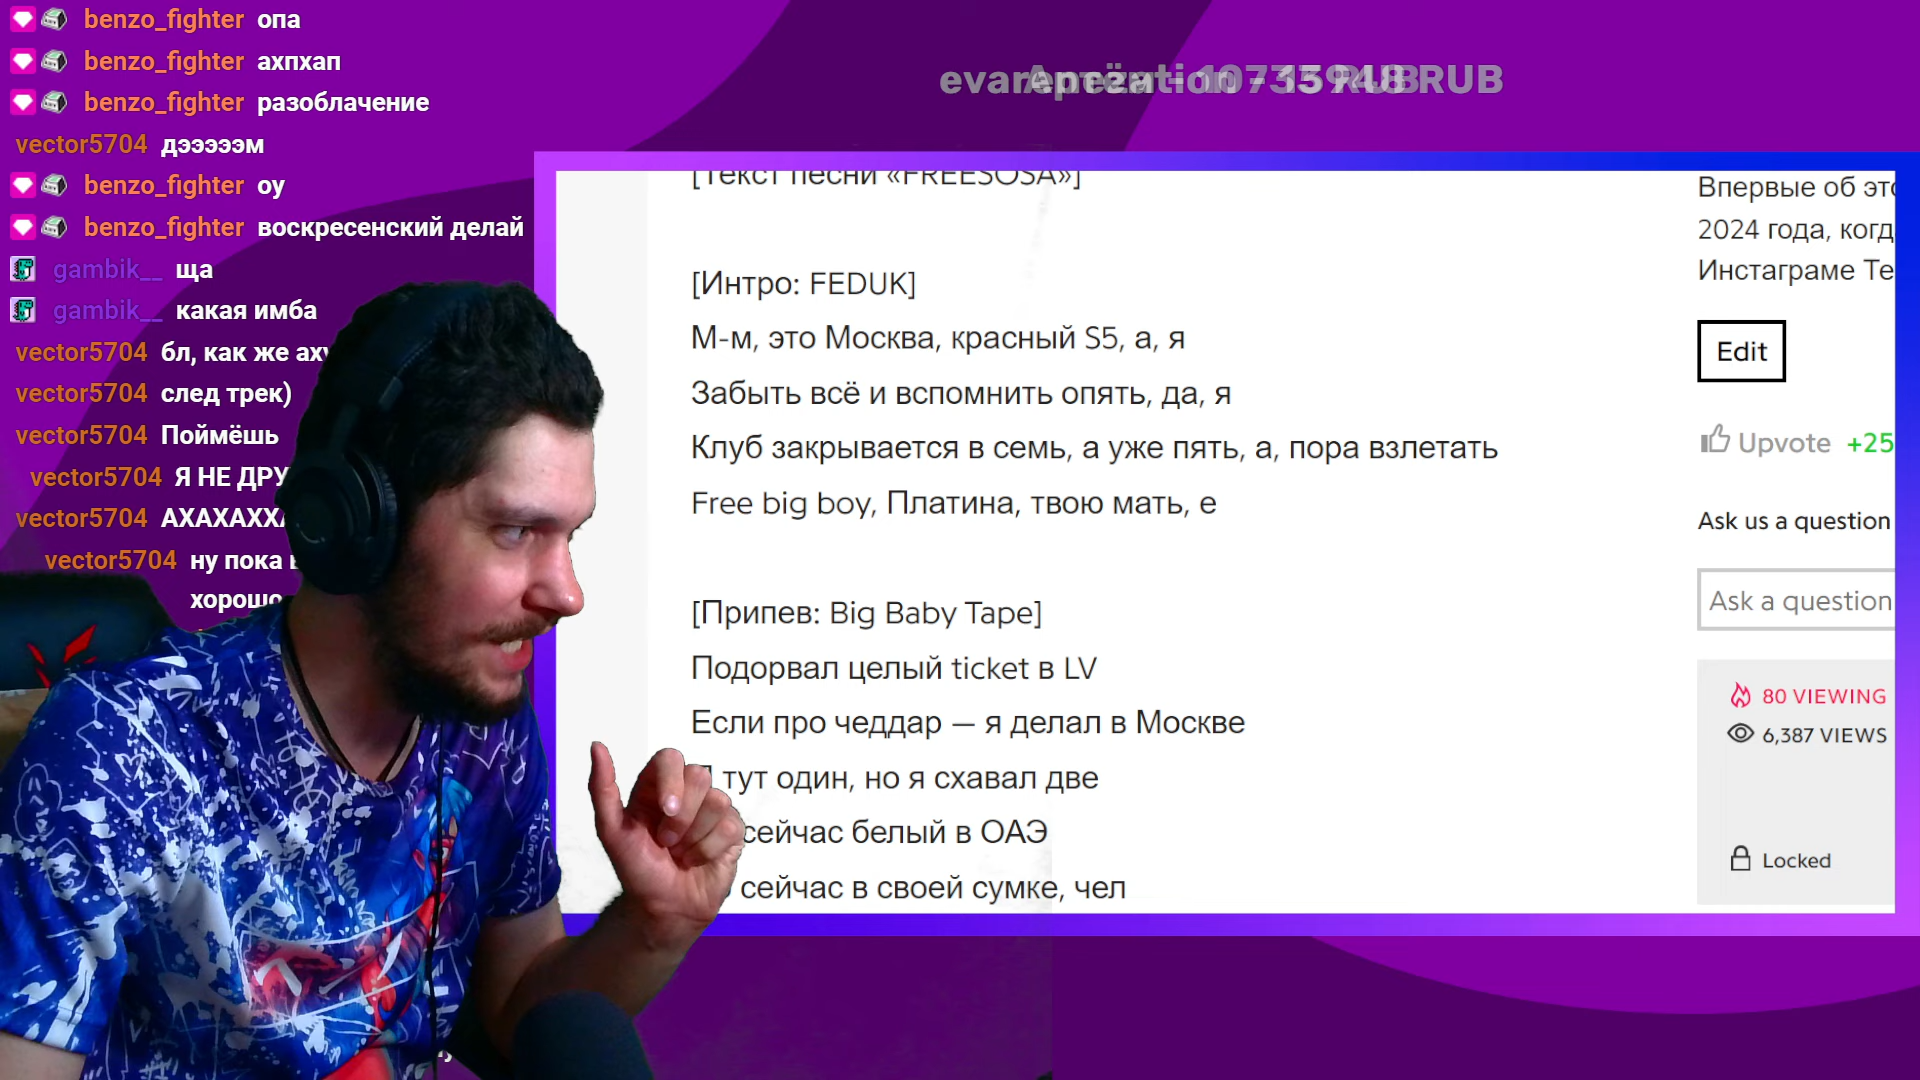 benzo_fighter опа
benzo_fighter ахпхап
benzo_fighter разоблачение
vector5704 дэээээм
benzo_fighter оу
benzo_fighter воскресенский делай
gambik__ ща
gambik__ какая имба
vector5704 бл, как же
vector5704 след трек)
vector5704 Поймёшь
vector5704 Я НЕ
vector5704
vector5704 ну пока
хорошо
[Текст песни «FREESOSA»]
[Интро: FEDUK]
М-м, это Москва, красный S5, а, я
Забыть всё и вспомнить опять, да, я
Клуб закрывается в семь, а уже пять, а, пора взлетать
Free big boy, Платина, твою мать, е
[Припев: Big Baby Tape]
Подорвал целый ticket в LV
Если про чеддар — я делал в Москве
тут один, но я схавал две
сейчас белый в ОАЭ
сейчас в своей сумке, чел
Впервые об
2024 года,
Инстаграме
Edit
Upvote +25
Ask us a question
Ask a question
80 VIEWING
6,387 VIEWS
Locked